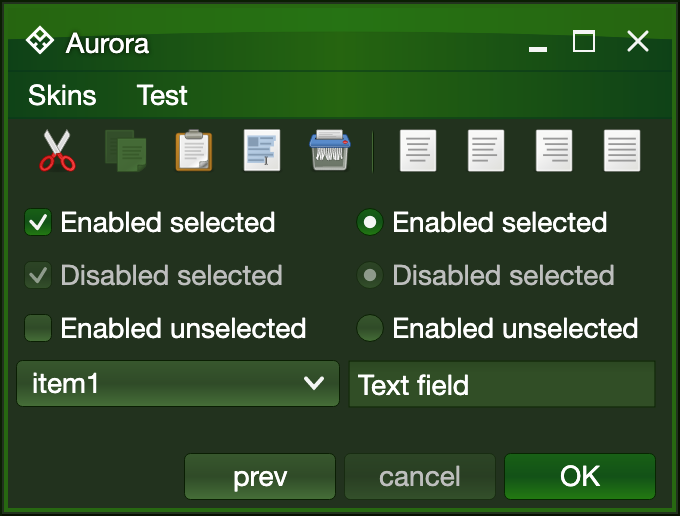 Aurora
Skins Test
Enabled selected Enabled selected
Disabled selected Disabled selected
Enabled unselected Enabled unselected
item1 Text field
prev cancel OK